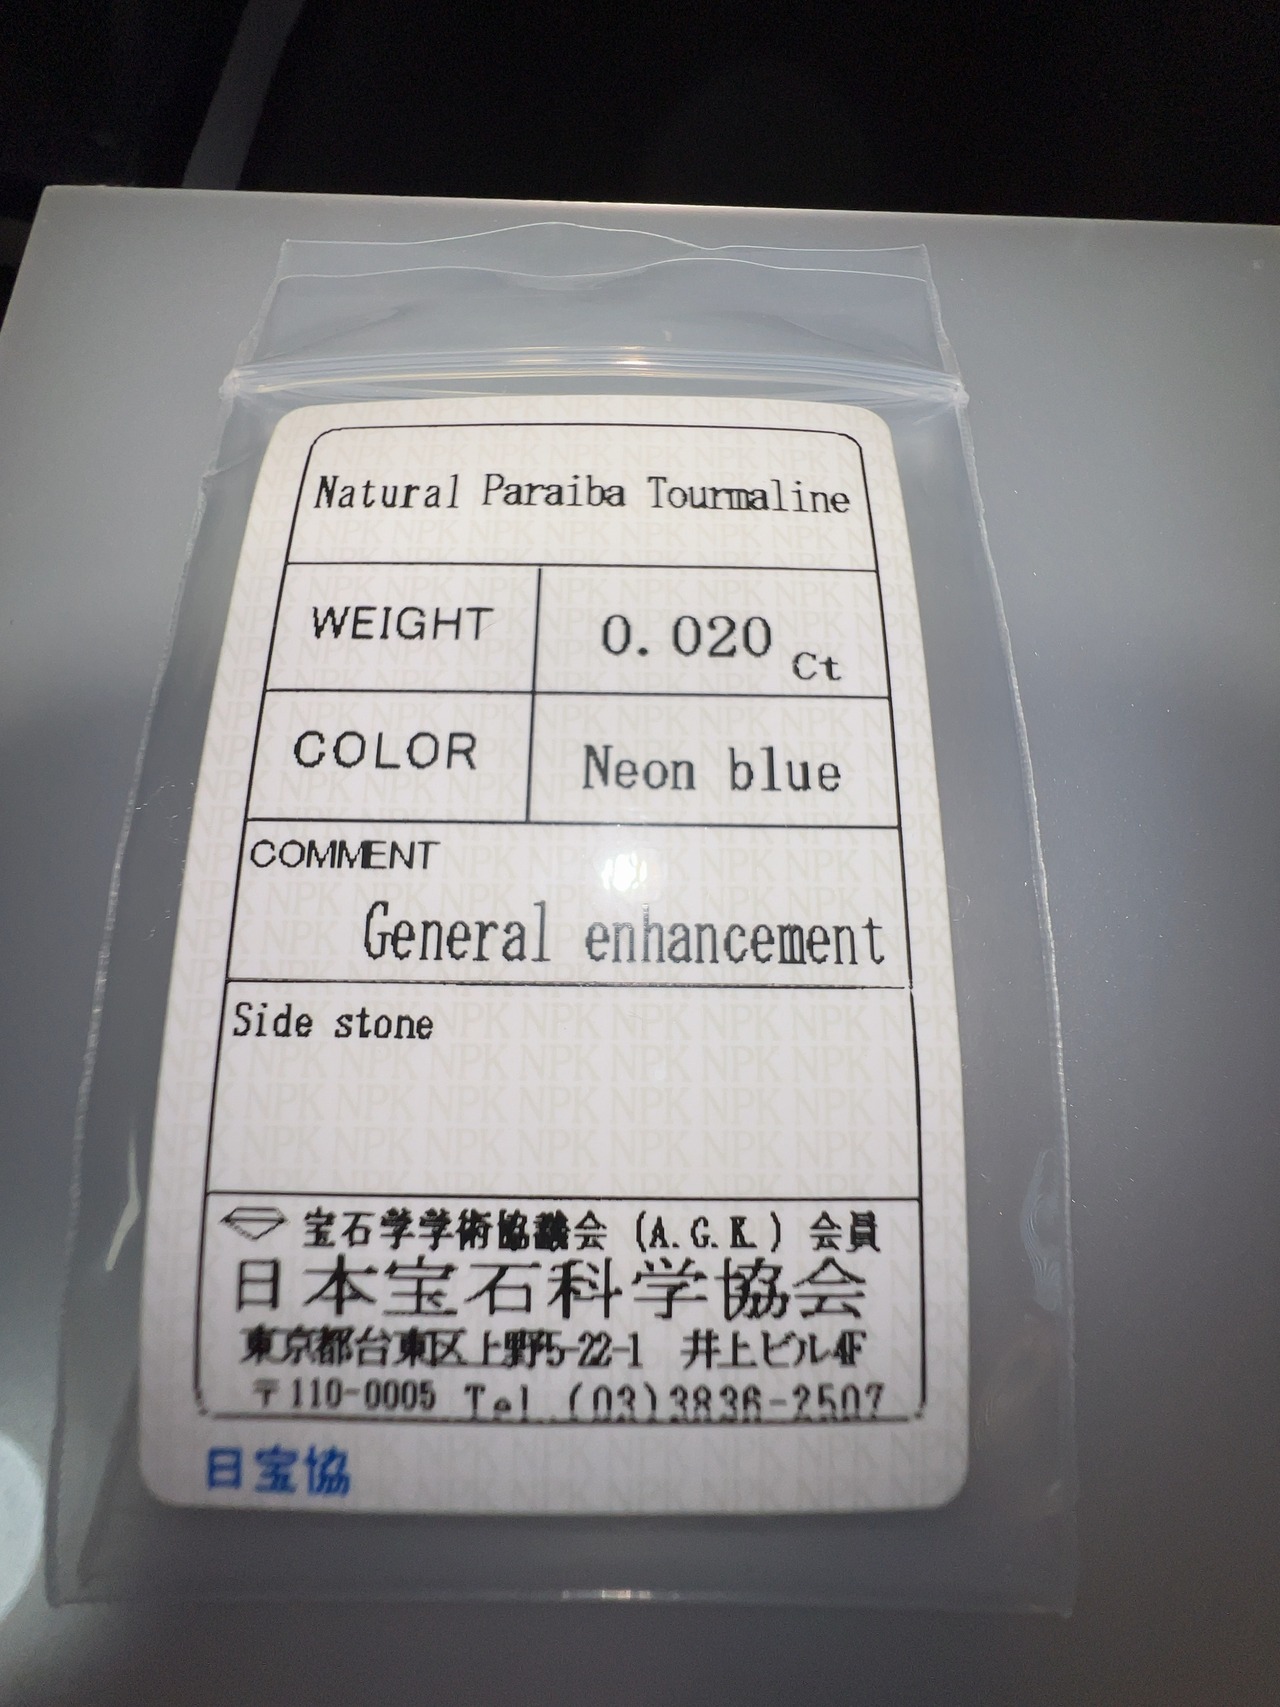 Natural Paraiba Tourmaline
WEIGHT 0.020 Ct
COLOR Neon blue
COMMENT
General enhancement
Side stone
宝石学学術協議会 (A.G.K.) 会員
日本宝石科学協会
東京都台東区上野5-22-1 井上ビル4F
〒110-0005 Tel (03)3836-2507
日宝協